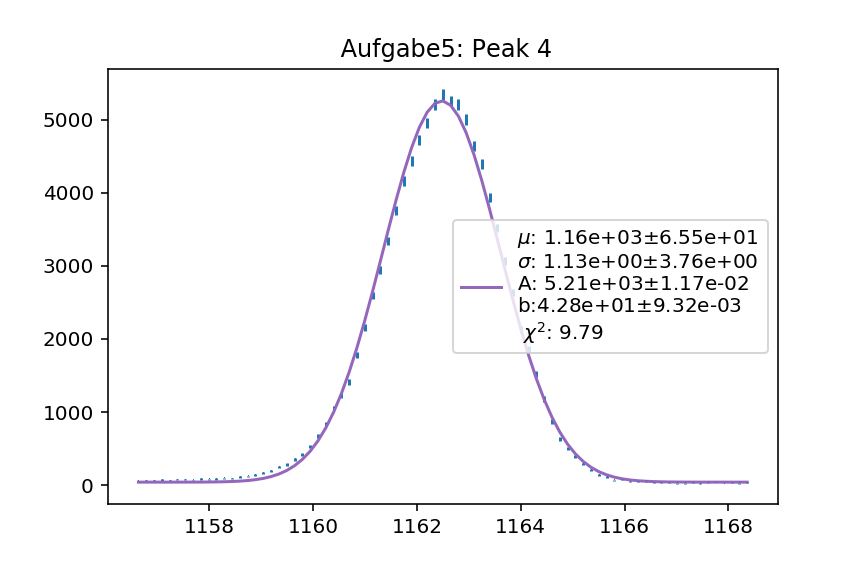 Aufgabe5: Peak 4
5000
4000
3000
2000
1000
0
μ: 1.16e+03±6.55e+01
σ: 1.13e+00±3.76e+00
A: 5.21e+03±1.17e-02
b:4.28e+01±9.32e-03
χ²: 9.79
1158 1160 1162 1164 1166 1168